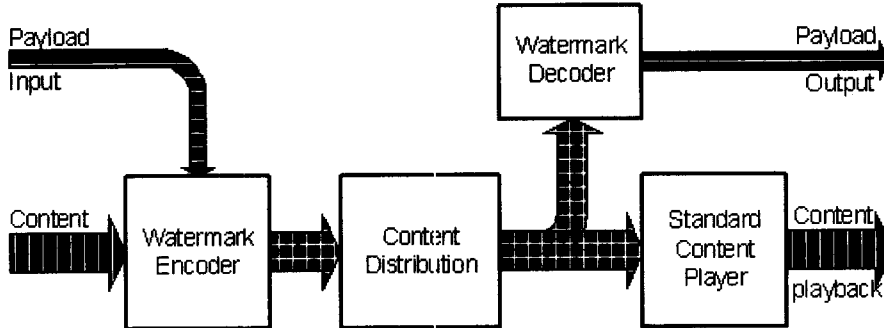 Payload
Input
Watermark
Decoder
Payload
Output
Content
Watermark
Encoder
Content
Distribution
Standard
Content
Player
Content
playback